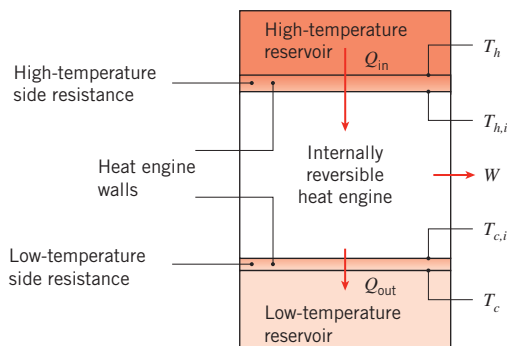 High-temperature
reservoir
Q_in
T_h
High-temperature
side resistance
T_h,i
Heat engine
walls
Internally
reversible
heat engine
W
T_c,i
Low-temperature
side resistance
Q_out
T_c
Low-temperature
reservoir